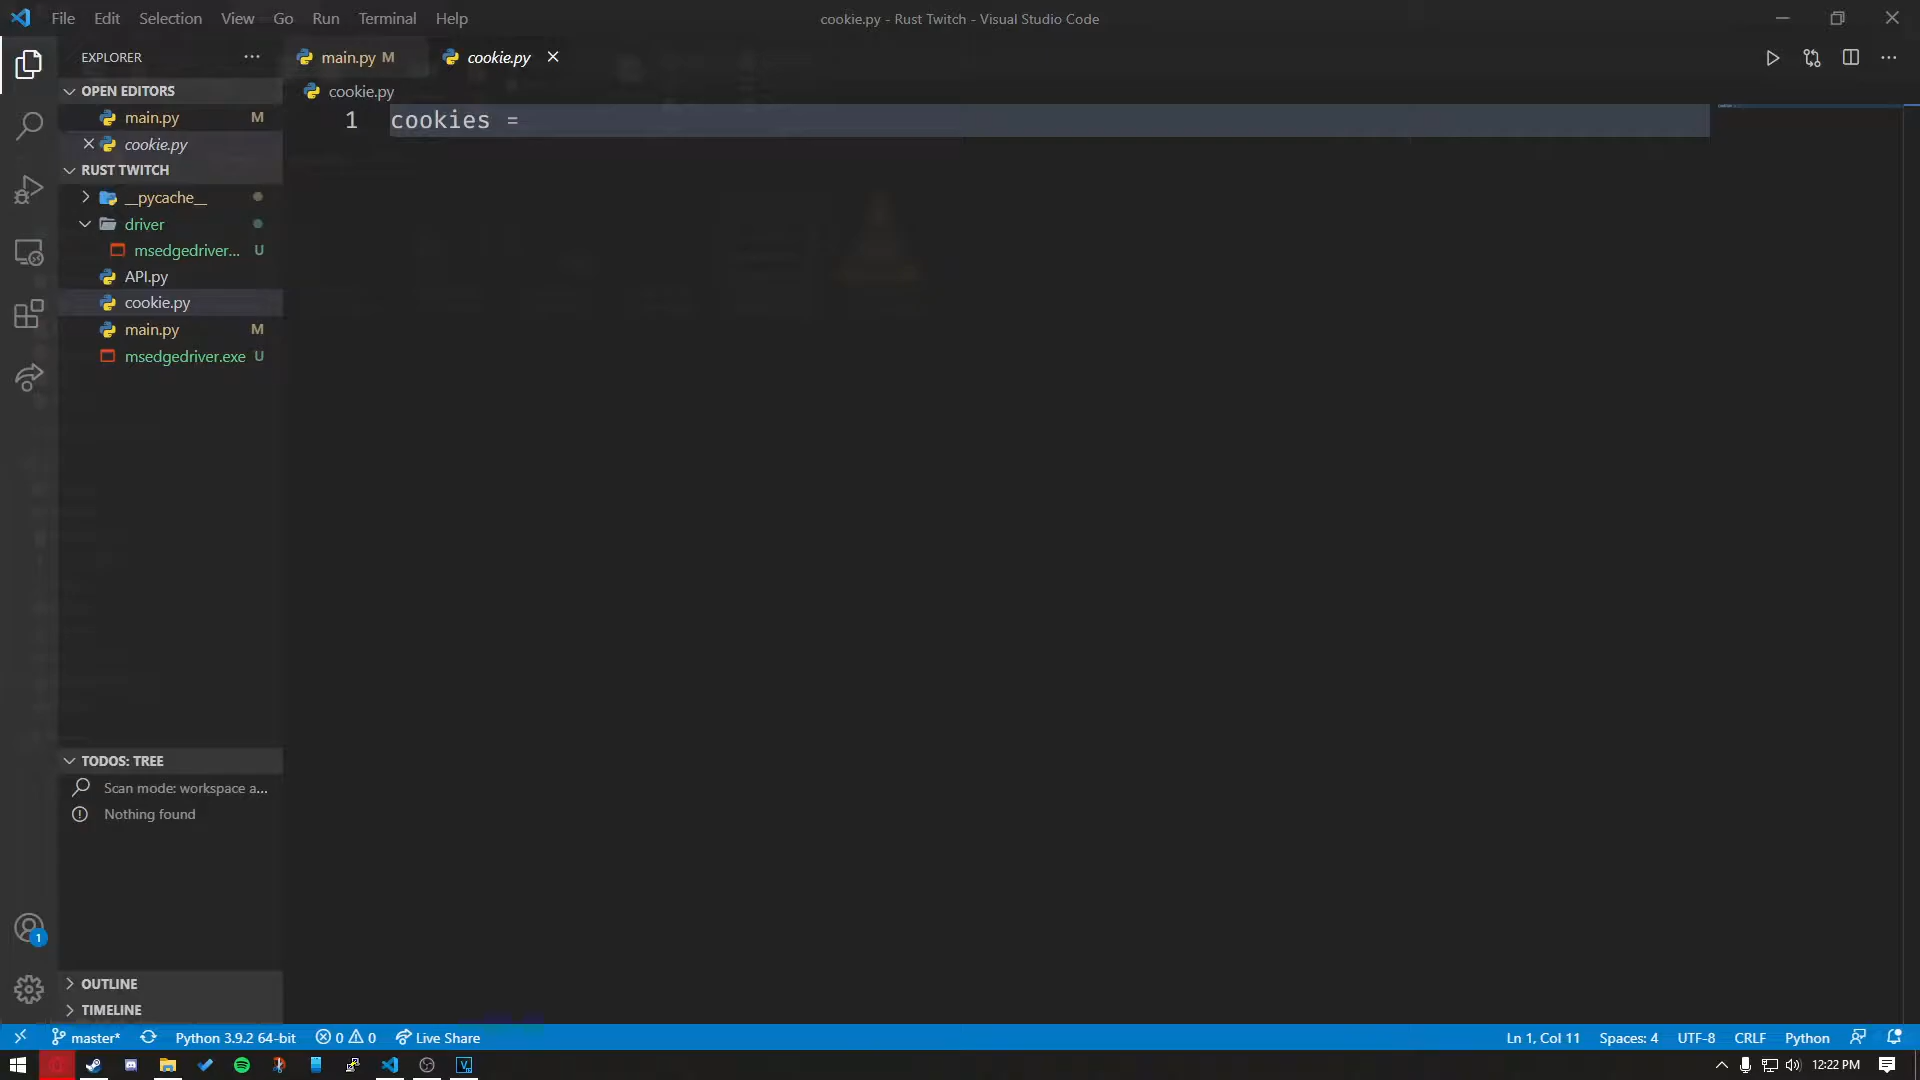 File Edit Selection View Go Run Terminal Help
cookie.py - Rust Twitch - Visual Studio Code
EXPLORER
main.py M
cookie.py
OPEN EDITORS
main.py M
cookie.py
RUST TWITCH
__pycache__
driver
msedgedriver... U
API.py
cookie.py
main.py M
msedgedriver.exe U
cookie.py
1 cookies =
TODOS: TREE
Scan mode: workspace a...
Nothing found
1
OUTLINE
TIMELINE
master* Python 3.9.2 64-bit 0 0 Live Share
Ln 1, Col 11 Spaces: 4 UTF-8 CRLF Python
12:22 PM